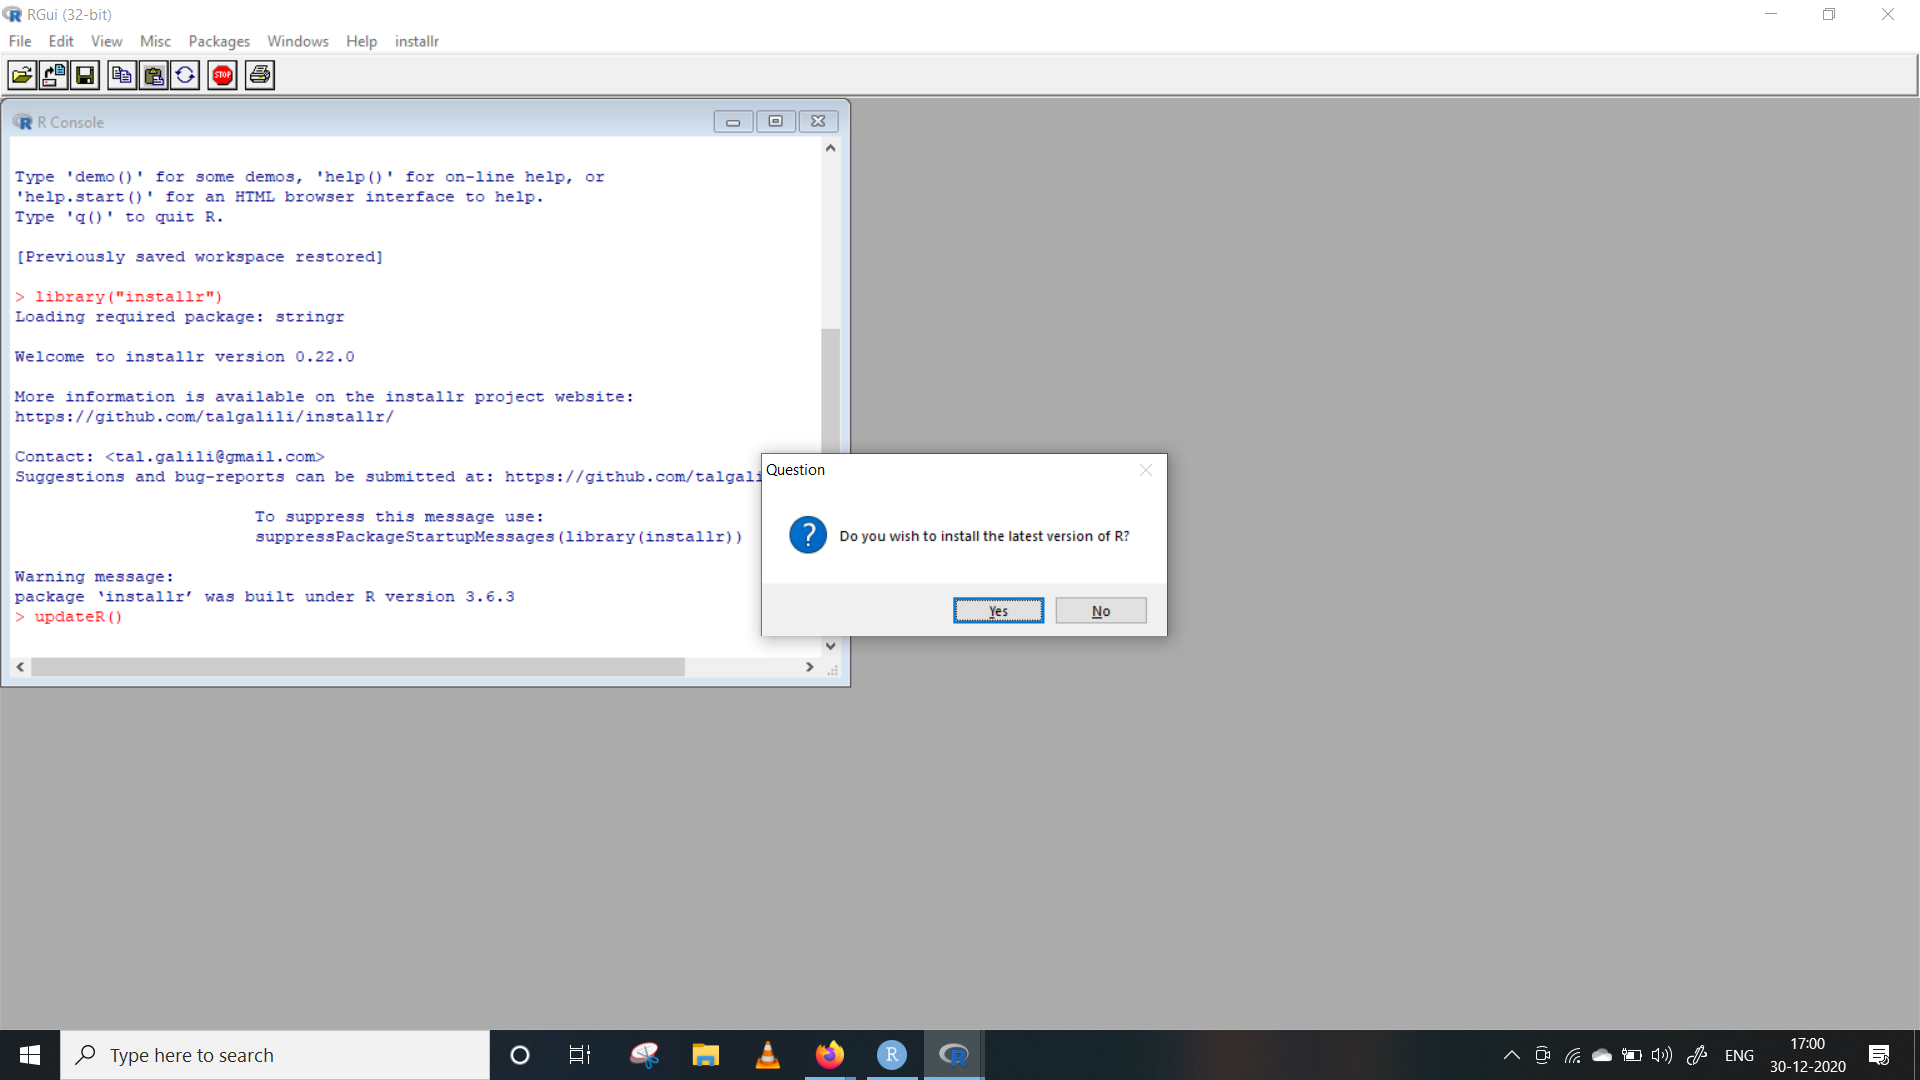 RGui (32-bit)
File Edit View Misc Packages Windows Help installr
STOP
R Console
Type 'demo()' for some demos, 'help()' for on-line help, or
'help.start()' for an HTML browser interface to help.
Type 'q()' to quit R.
[Previously saved workspace restored]
> library("installr")
Loading required package: stringr
Welcome to installr version 0.22.0
More information is available on the installr project website:
https://github.com/talgalili/installr/
Contact: <tal.galili@gmail.com>
Suggestions and bug-reports can be submitted at: https://github.com/talgali
To suppress this message use:
suppressPackageStartupMessages(library(installr))
Warning message:
package ‘installr’ was built under R version 3.6.3
> updateR()
Question
Do you wish to install the latest version of R?
Yes No
Type here to search
R
R
ENG
17:00
30-12-2020